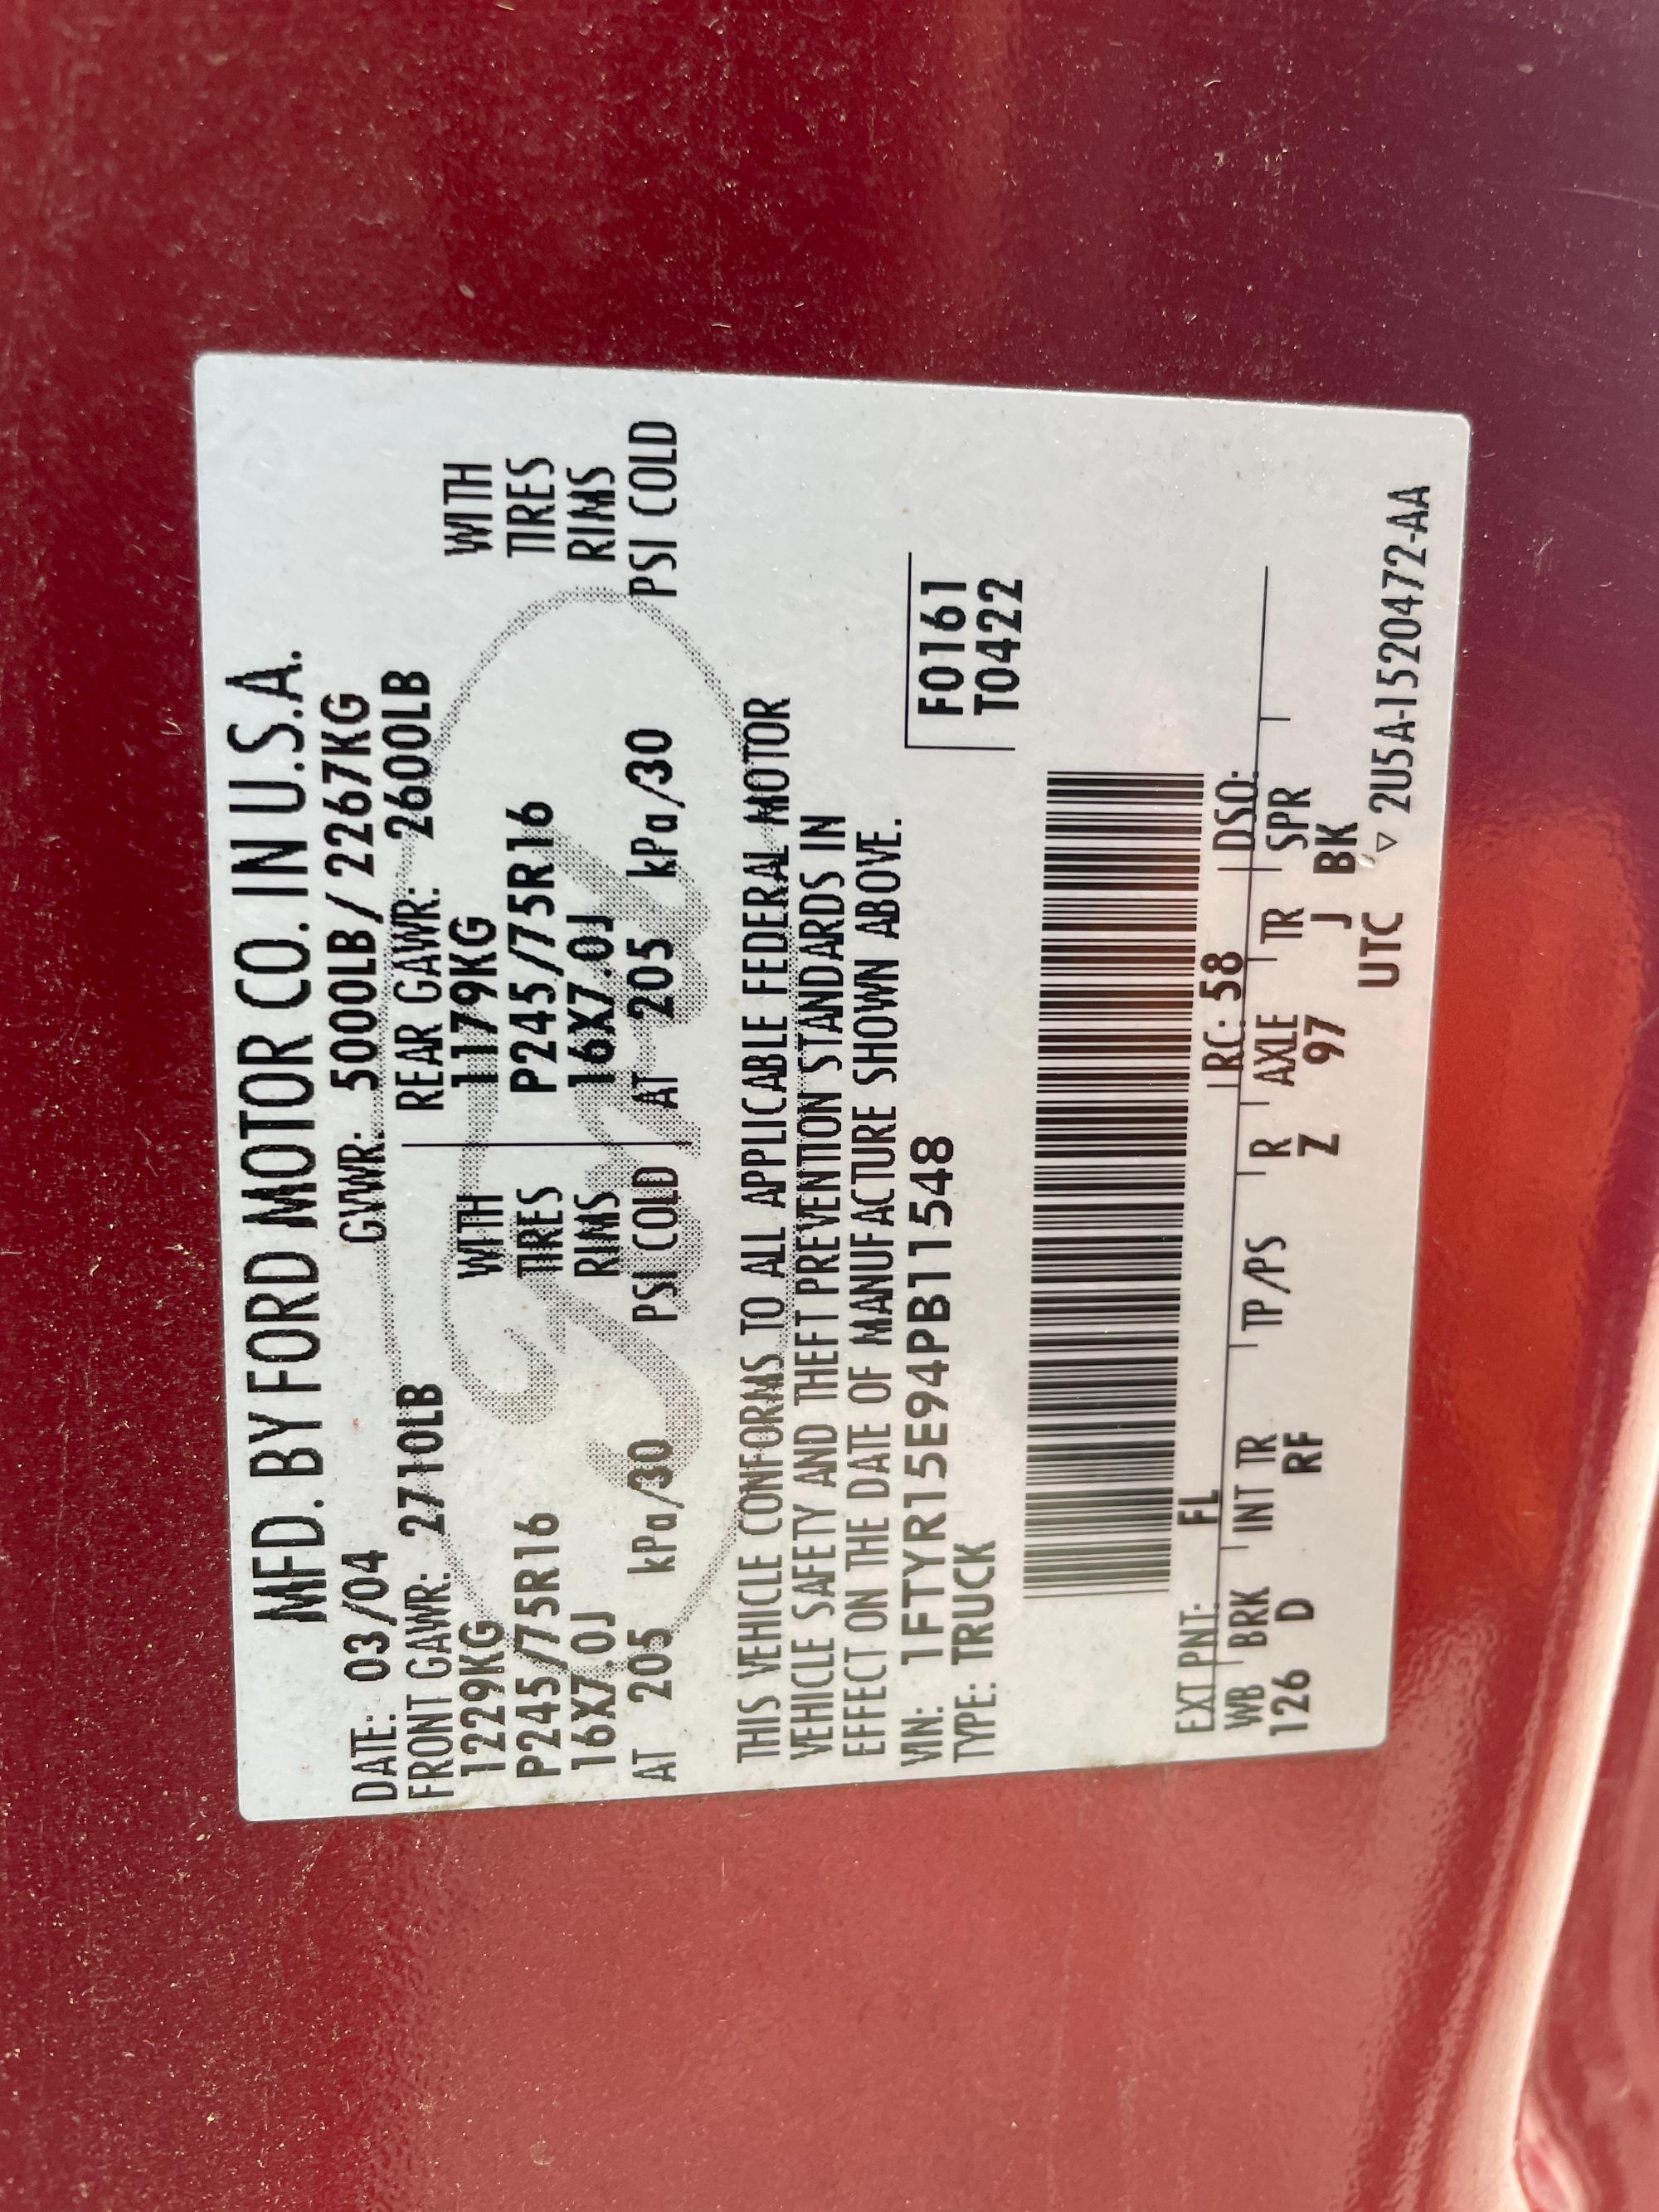 MFD. BY FORD MOTOR CO. IN U.S.A.
DATE: 03/04 GVWR: 5000LB/2267KG
FRONT GAWR: 2710LB REAR GAWR: 2600LB
1229KG WITH 1179KG WITH
P245/75R16 TIRES P245/75R16 TIRES
16X7.0J RIMS 16X7.0J RIMS
AT 205 kPa/30 PSI COLD AT 205 kPa/30 PSI COLD
THIS VEHICLE CONFORMS TO ALL APPLICABLE FEDERAL MOTOR
VEHICLE SAFETY AND THEFT PREVENTION STANDARDS IN
EFFECT ON THE DATE OF MANUFACTURE SHOWN ABOVE.
VIN: 1FTYR15E94PB11548 F0161
TYPE: TRUCK T0422
EXT PNT: FL RC: 58 DSO:
WB BRK INT TR TP/PS R AXLE TR SPR
126 D RF Z 97 J BK
UTC ▽ 2U5A-1520472-AA
Ford